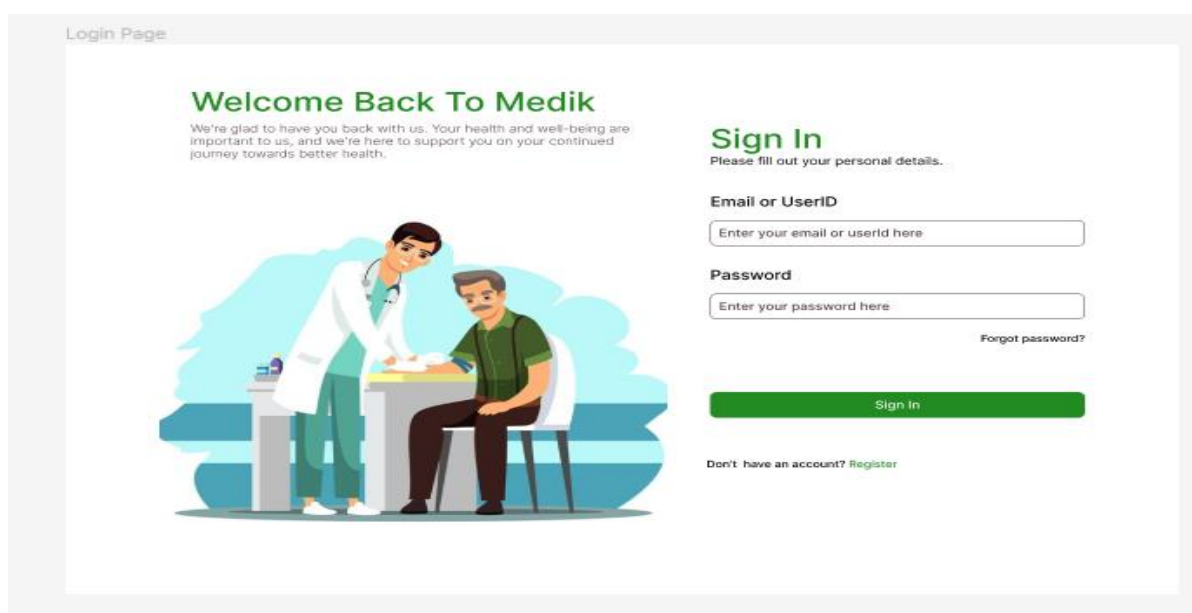 Login Page
Welcome Back To Medik
We're glad to have you back with us. Your health and well-being are
important to us, and we're here to support you on your continued
journey towards better health.
Sign In
Please fill out your personal details.
Email or UserID
Enter your email or userId here
Password
Enter your password here
Forgot password?
Sign In
Don't have an account? Register